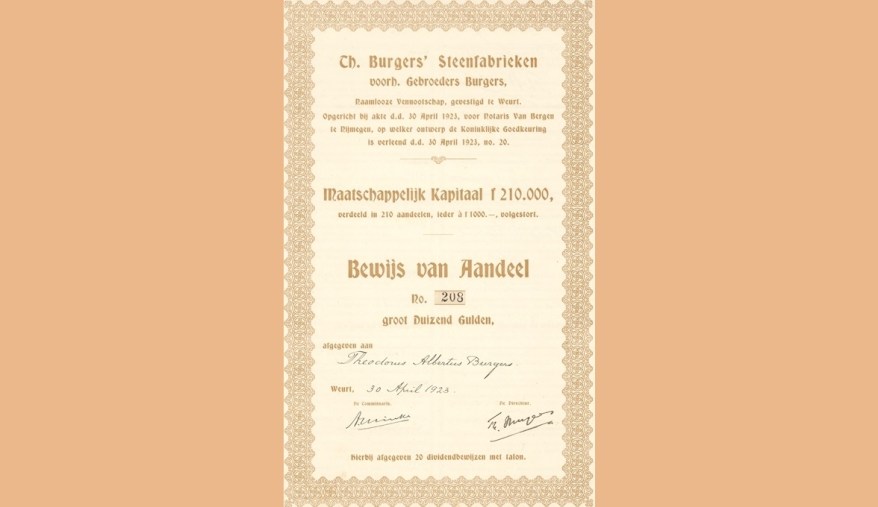 Th. Burgers' Steenfabrieken
voorh. Gebroeders Burgers,
Naamlooze Vennootschap, gevestigd te Weurt.
Opgericht bij akte d.d. 30 April 1923, voor Notaris Van Bergen
te Nijmegen, op welker ontwerp de Koninklijke Goedkeuring
is verleend d.d. 30 April 1923, no. 20.
Maatschappelijk Kapitaal f 210.000,
verdeeld in 210 aandeelen, ieder à f 1000.—, volgestort.
Bewijs van Aandeel
No. 208
groot Duizend Gulden,
afgegeven aan
Theodorus Albertus Burgers.
Weurt, 30 April 1923
De Commissaris, De Directeur,
Th. Burgers
Hierbij afgegeven 20 dividendbewijzen met talon.